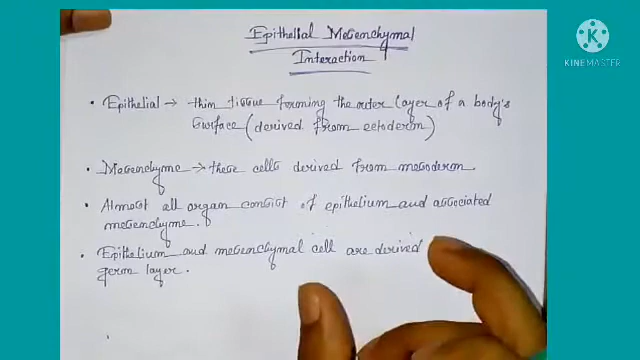 Epithelial Mesenchymal
Interaction
KINEMASTER
• Epithelial → thin tissue forming the outer layer of a body's
surface (derived from ectoderm)
• Mesenchyme → these cells derived from mesoderm.
• Almost all organ consist of epithelium and associated
mesenchyme.
• Epithelium and mesenchymal cell are derived
germ layer.